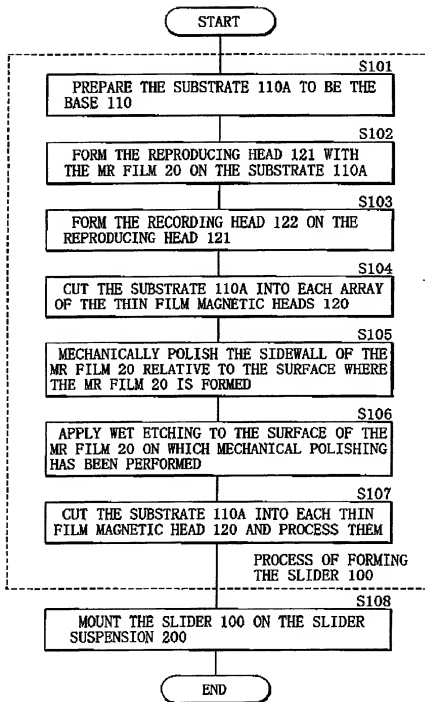 START
S101
PREPARE THE SUBSTRATE 110A TO BE THE
BASE 110
S102
FORM THE REPRODUCING HEAD 121 WITH
THE MR FILM 20 ON THE SUBSTRATE 110A
S103
FORM THE RECORDING HEAD 122 ON THE
REPRODUCING HEAD 121
S104
CUT THE SUBSTRATE 110A INTO EACH ARRAY
OF THE THIN FILM MAGNETIC HEADS 120
S105
MECHANICALLY POLISH THE SIDEWALL OF THE
MR FILM 20 RELATIVE TO THE SURFACE WHERE
THE MR FILM 20 IS FORMED
S106
APPLY WET ETCHING TO THE SURFACE OF THE
MR FILM 20 ON WHICH MECHANICAL POLISHING
HAS BEEN PERFORMED
S107
CUT THE SUBSTRATE 110A INTO EACH THIN
FILM MAGNETIC HEAD 120 AND PROCESS THEM
PROCESS OF FORMING
THE SLIDER 100
S108
MOUNT THE SLIDER 100 ON THE SLIDER
SUSPENSION 200
END